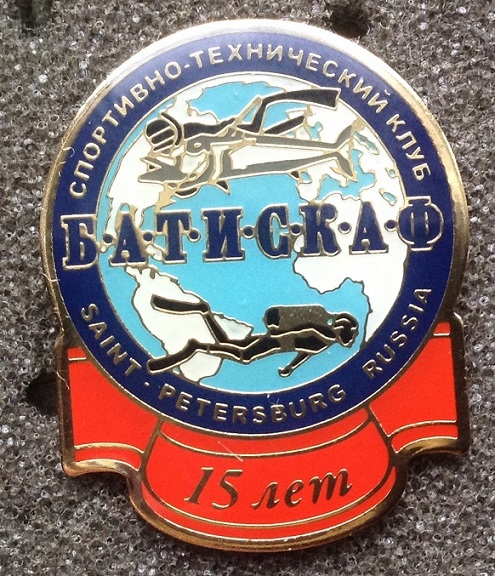 СПОРТИВНО-ТЕХНИЧЕСКИЙ КЛУБ
Б·А·Т·И·С·К·А·Ф
SAINT-PETERSBURG RUSSIA
15 лет